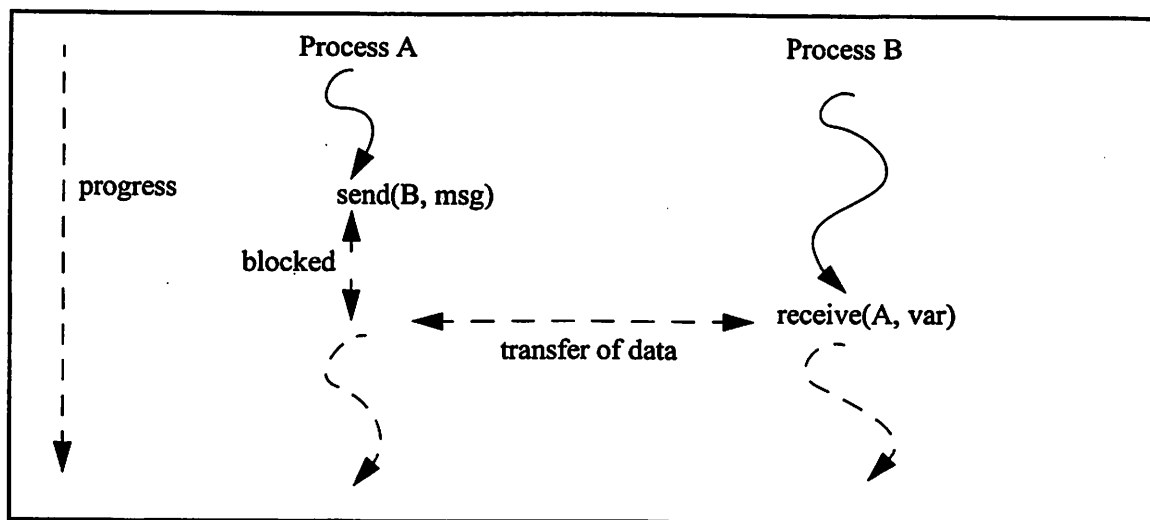 Process A
Process B
progress
send(B, msg)
blocked
receive(A, var)
transfer of data